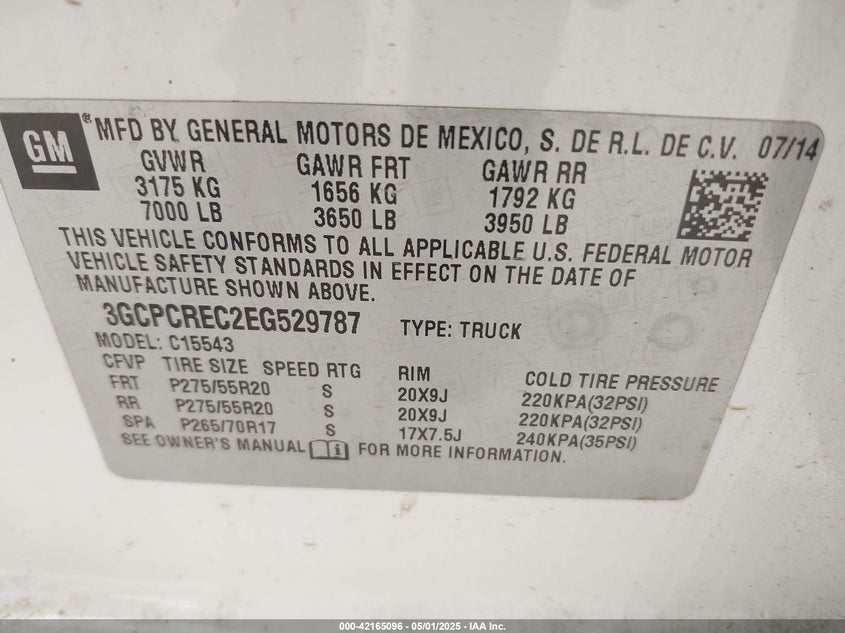 GM
MFD BY GENERAL MOTORS DE MEXICO, S. DE R.L. DE C.V. 07/14
GVWR GAWR FRT GAWR RR
3175 KG 1656 KG 1792 KG
7000 LB 3650 LB 3950 LB
THIS VEHICLE CONFORMS TO ALL APPLICABLE U.S. FEDERAL MOTOR
VEHICLE SAFETY STANDARDS IN EFFECT ON THE DATE OF
MANUFACTURE SHOWN ABOVE.
3GCPCREC2EG529787 TYPE: TRUCK
MODEL: C15543
CFVP TIRE SIZE SPEED RTG RIM COLD TIRE PRESSURE
FRT P275/55R20 S 20X9J 220KPA(32PSI)
RR P275/55R20 S 20X9J 220KPA(32PSI)
SPA P265/70R17 S 17X7.5J 240KPA(35PSI)
SEE OWNER'S MANUAL i FOR MORE INFORMATION.
000-42165096 - 05/01/2025 - IAA Inc.